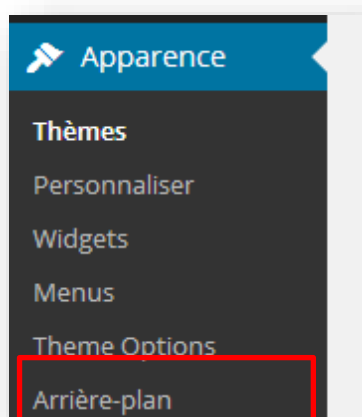 Apparence
Thèmes
Personnaliser
Widgets
Menus
Theme Options
Arrière-plan